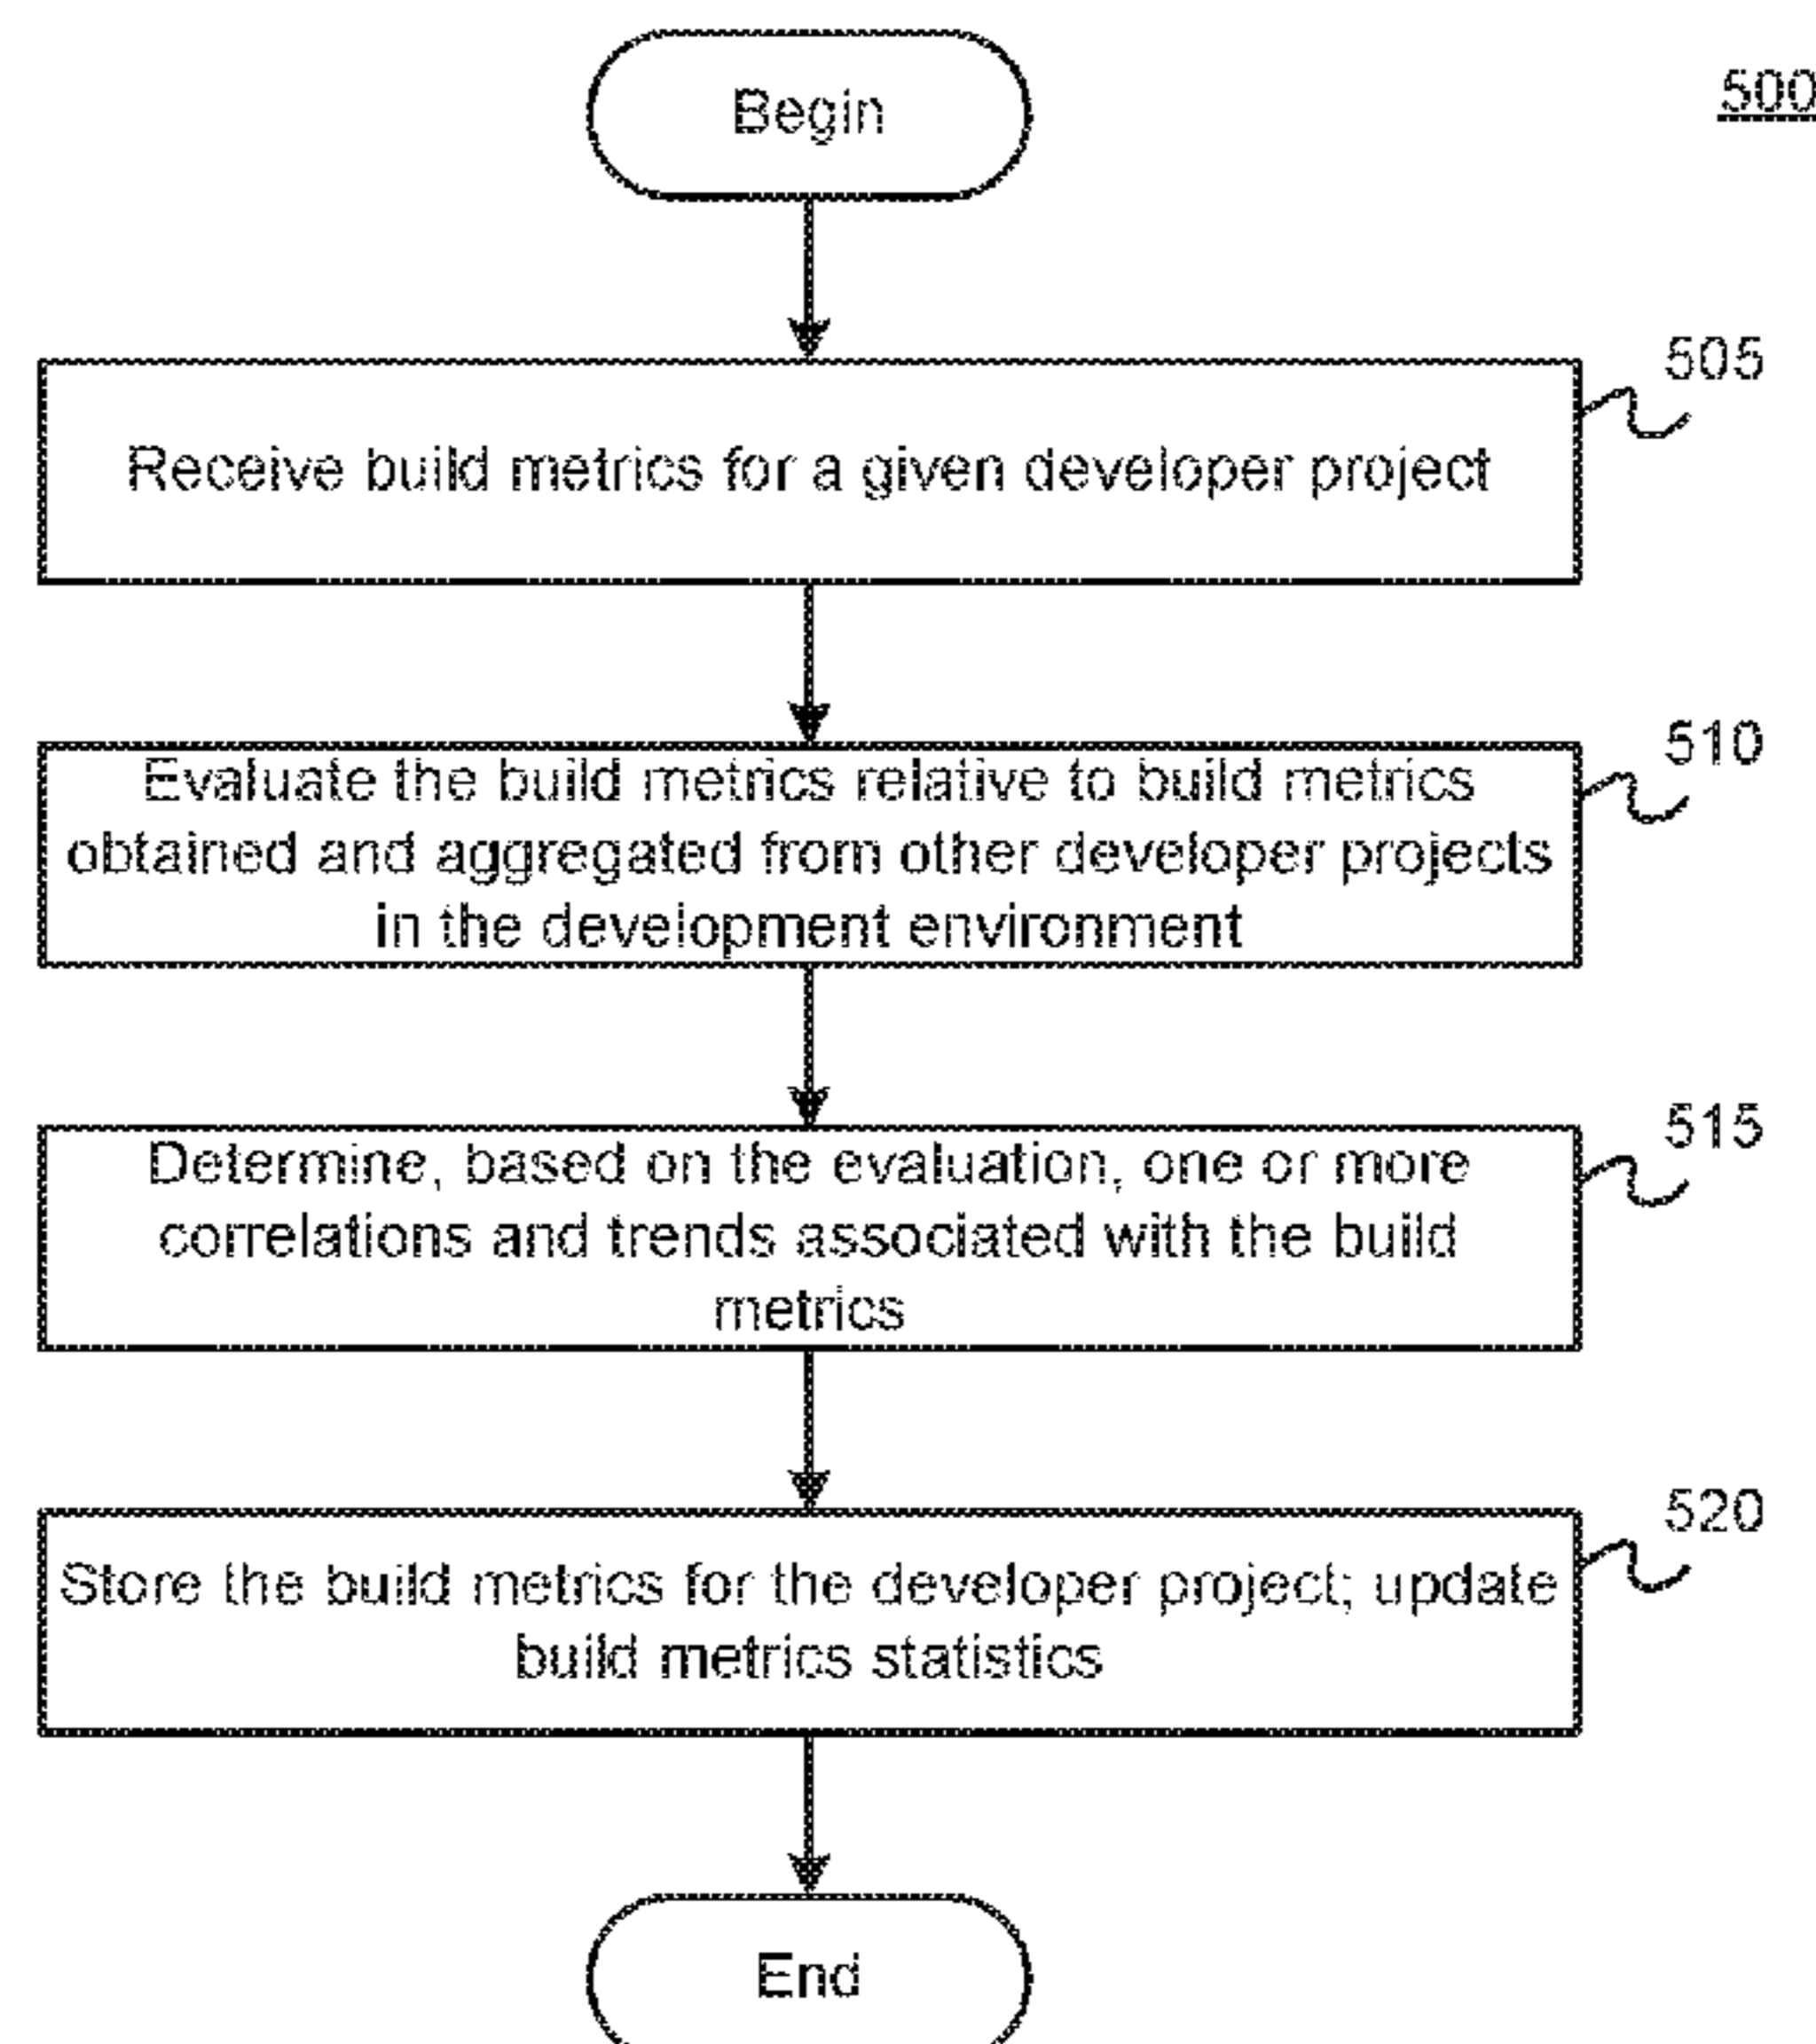 Begin
500
505
Receive build metrics for a given developer project
510
Evaluate the build metrics relative to build metrics
obtained and aggregated from other developer projects
in the development environment
515
Determine, based on the evaluation, one or more
correlations and trends associated with the build
metrics
520
Store the build metrics for the developer project; update
build metrics statistics
End